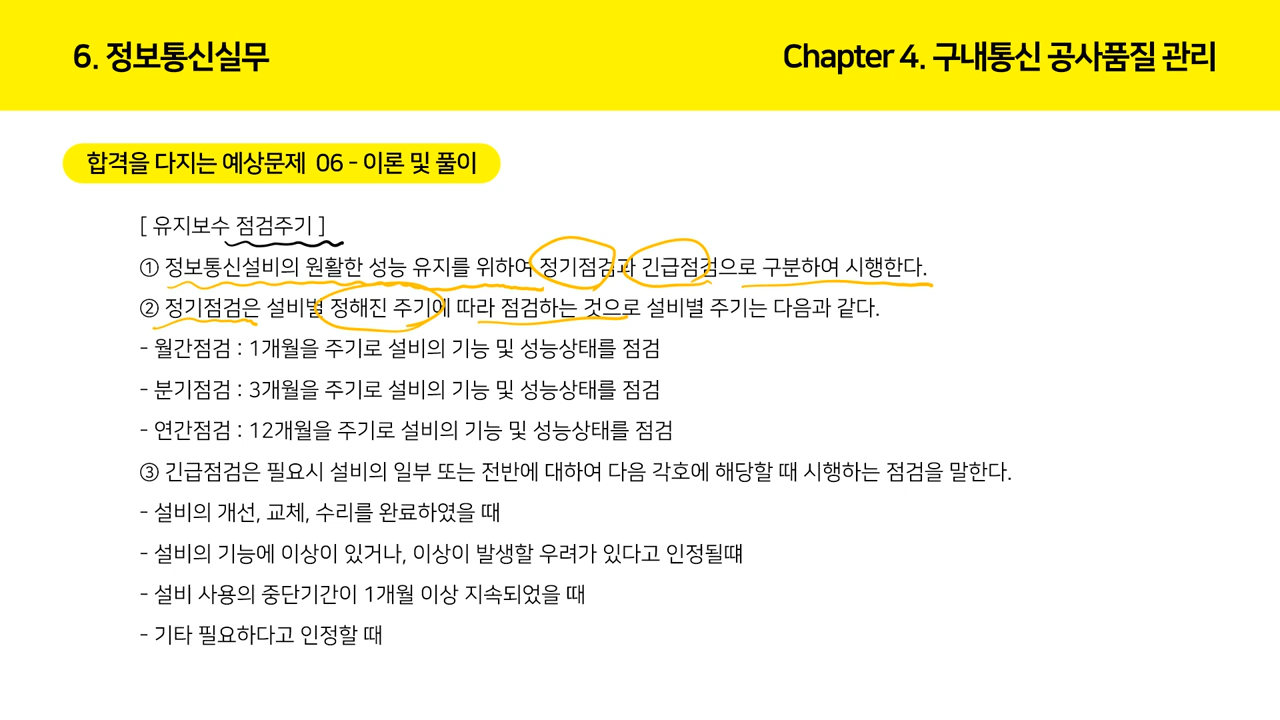 6. 정보통신실무
Chapter 4. 구내통신 공사품질 관리
합격을 다지는 예상문제 06 - 이론 및 풀이
[ 유지보수 점검주기 ]
① 정보통신설비의 원활한 성능 유지를 위하여 정기점검과 긴급점검으로 구분하여 시행한다.
② 정기점검은 설비별 정해진 주기에 따라 점검하는 것으로 설비별 주기는 다음과 같다.
- 월간점검 : 1개월을 주기로 설비의 기능 및 성능상태를 점검
- 분기점검 : 3개월을 주기로 설비의 기능 및 성능상태를 점검
- 연간점검 : 12개월을 주기로 설비의 기능 및 성능상태를 점검
③ 긴급점검은 필요시 설비의 일부 또는 전반에 대하여 다음 각호에 해당할 때 시행하는 점검을 말한다.
- 설비의 개선, 교체, 수리를 완료하였을 때
- 설비의 기능에 이상이 있거나, 이상이 발생할 우려가 있다고 인정될떄
- 설비 사용의 중단기간이 1개월 이상 지속되었을 때
- 기타 필요하다고 인정할 때